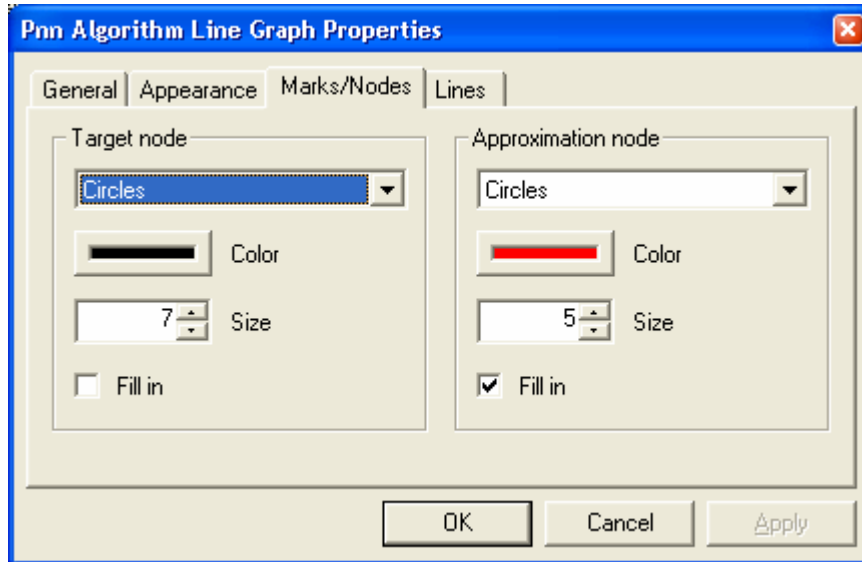 Pnn Algorithm Line Graph Properties
General Appearance Marks/Nodes Lines
Target node
Circles
Color
7 Size
Fill in
Approximation node
Circles
Color
5 Size
Fill in
OK Cancel Apply